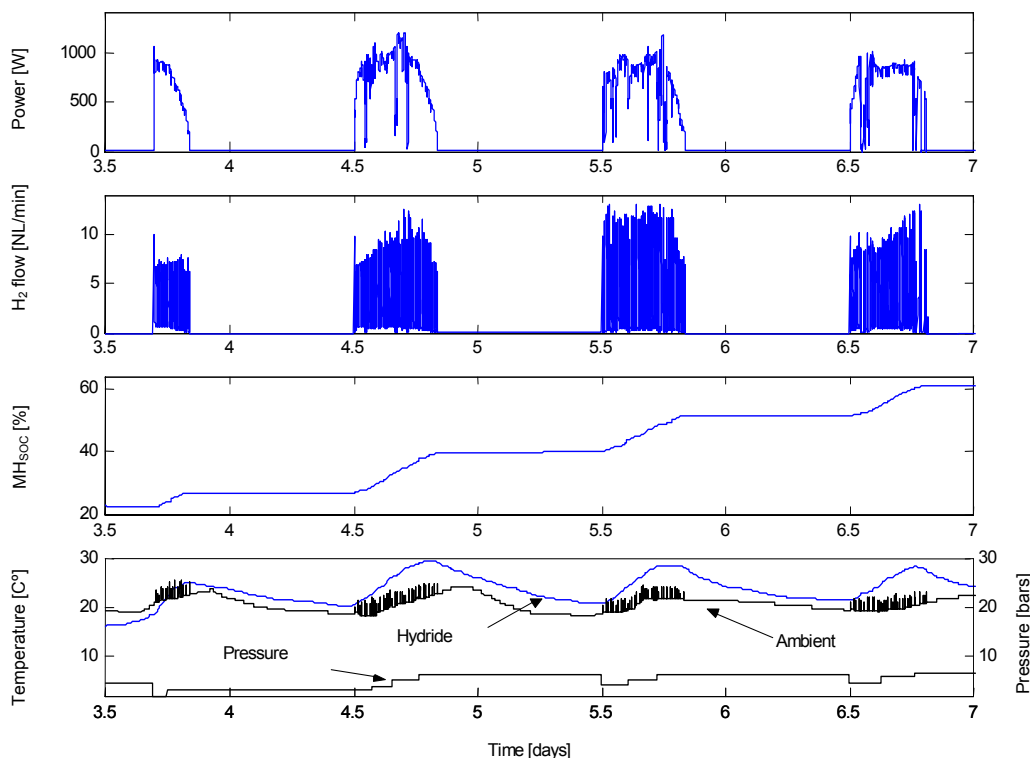 Power [W]
1000
500
0
3.5 4 4.5 5 5.5 6 6.5 7
H2 flow [NL/min]
10
5
0
3.5 4 4.5 5 5.5 6 6.5 7
MHSOC [%]
60
40
20
3.5 4 4.5 5 5.5 6 6.5 7
Temperature [C°]
30
20
10
Hydride
Ambient
Pressure
Pressure [bars]
30
20
10
3.5 4 4.5 5 5.5 6 6.5 7
Time [days]